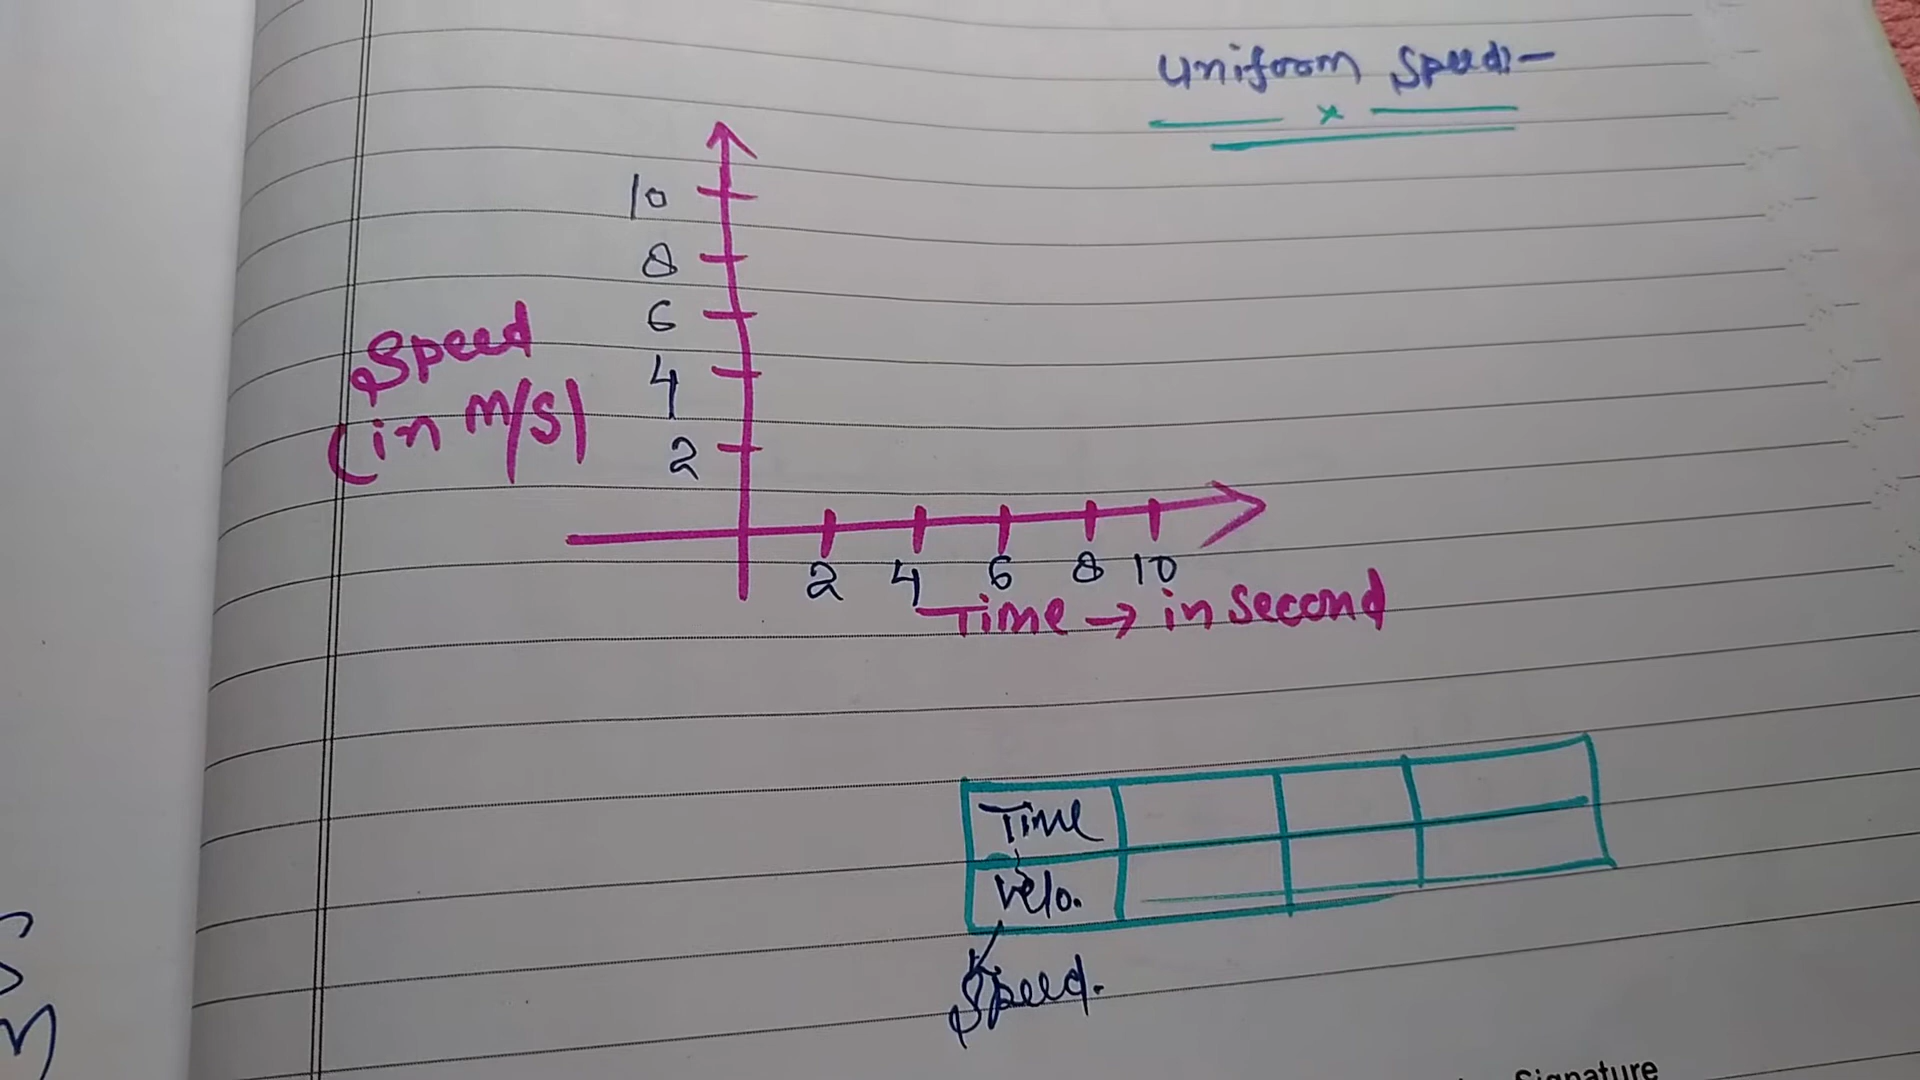 Uniform Speed:-
10
8
6
4
2
Speed
(in m/s)
2 4 6 8 10
Time → in second
Time
Velo.
Speed.
Signature